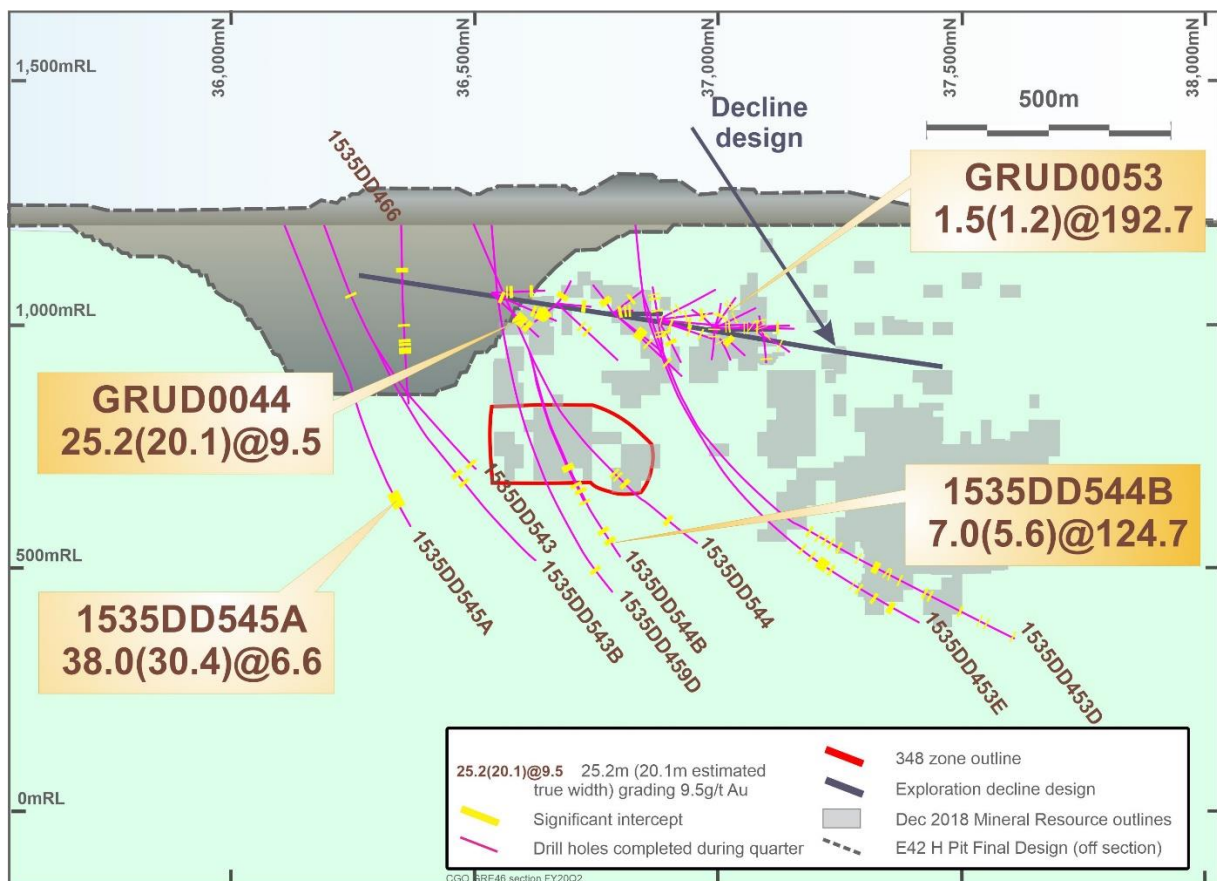 36,000mN
36,500mN
37,000mN
37,500mN
38,000mN
1,500mRL
500m
Decline
design
1535DD466
GRUD0053
1.5(1.2)@192.7
1,000mRL
GRUD0044
25.2(20.1)@9.5
1535DD544B
7.0(5.6)@124.7
500mRL
1535DD545A
1535DD543
1535DD543B
1535DD459D
1535DD544B
1535DD544
1535DD453E
1535DD453D
1535DD545A
38.0(30.4)@6.6
0mRL
25.2(20.1)@9.5 25.2m (20.1m estimated
true width) grading 9.5g/t Au
Significant intercept
Drill holes completed during quarter
348 zone outline
Exploration decline design
Dec 2018 Mineral Resource outlines
E42 H Pit Final Design (off section)
CGO GRE46 section FY20Q2